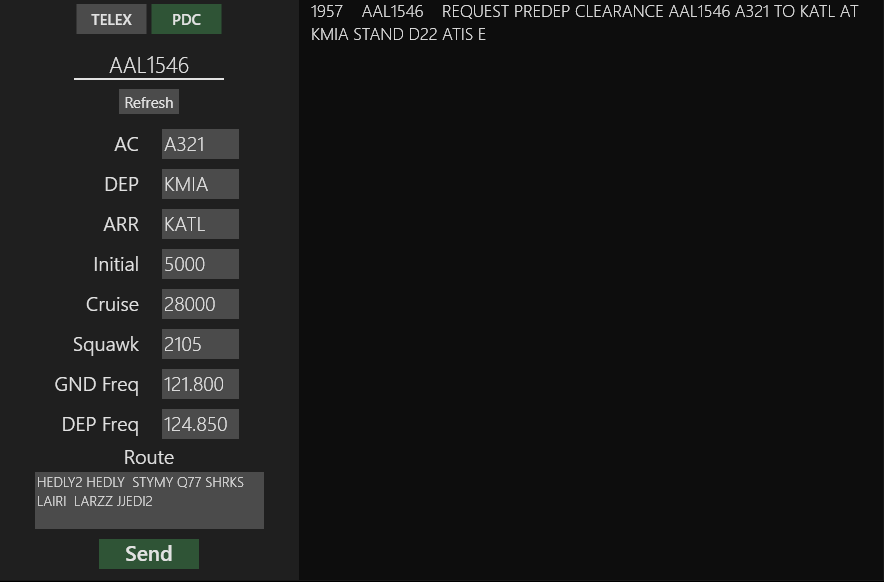 TELEX PDC
AAL1546
Refresh
AC A321
DEP KMIA
ARR KATL
Initial 5000
Cruise 28000
Squawk 2105
GND Freq 121.800
DEP Freq 124.850
Route
HEDLY2 HEDLY STYMY Q77 SHRKS
LAIRI LARZZ JJEDI2
Send
1957 AAL1546 REQUEST PREDEP CLEARANCE AAL1546 A321 TO KATL AT
KMIA STAND D22 ATIS E